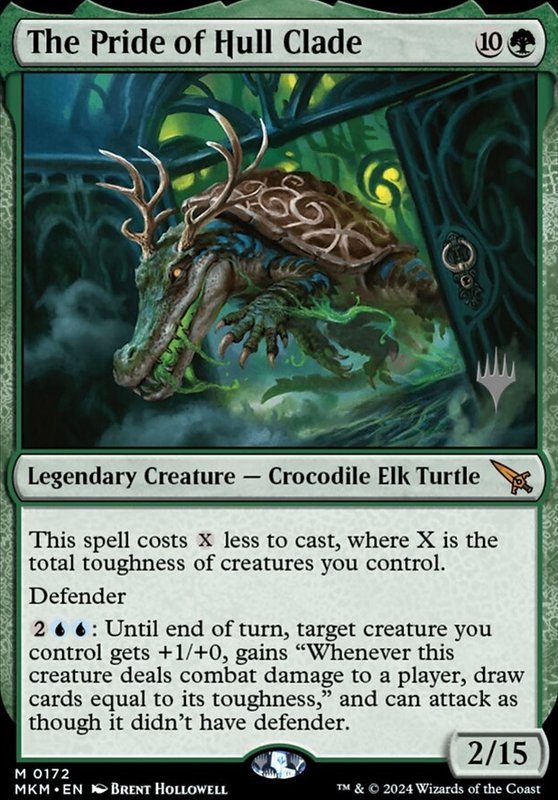 The Pride of Hull Clade 10
Legendary Creature — Crocodile Elk Turtle
This spell costs X less to cast, where X is the
total toughness of creatures you control.
Defender
2: Until end of turn, target creature you
control gets +1/+0, gains “Whenever this
creature deals combat damage to a player, draw
cards equal to its toughness,” and can attack as
though it didn’t have defender.
2/15
M 0172
MKM • EN Brent Hollowell
™ & © 2024 Wizards of the Coast